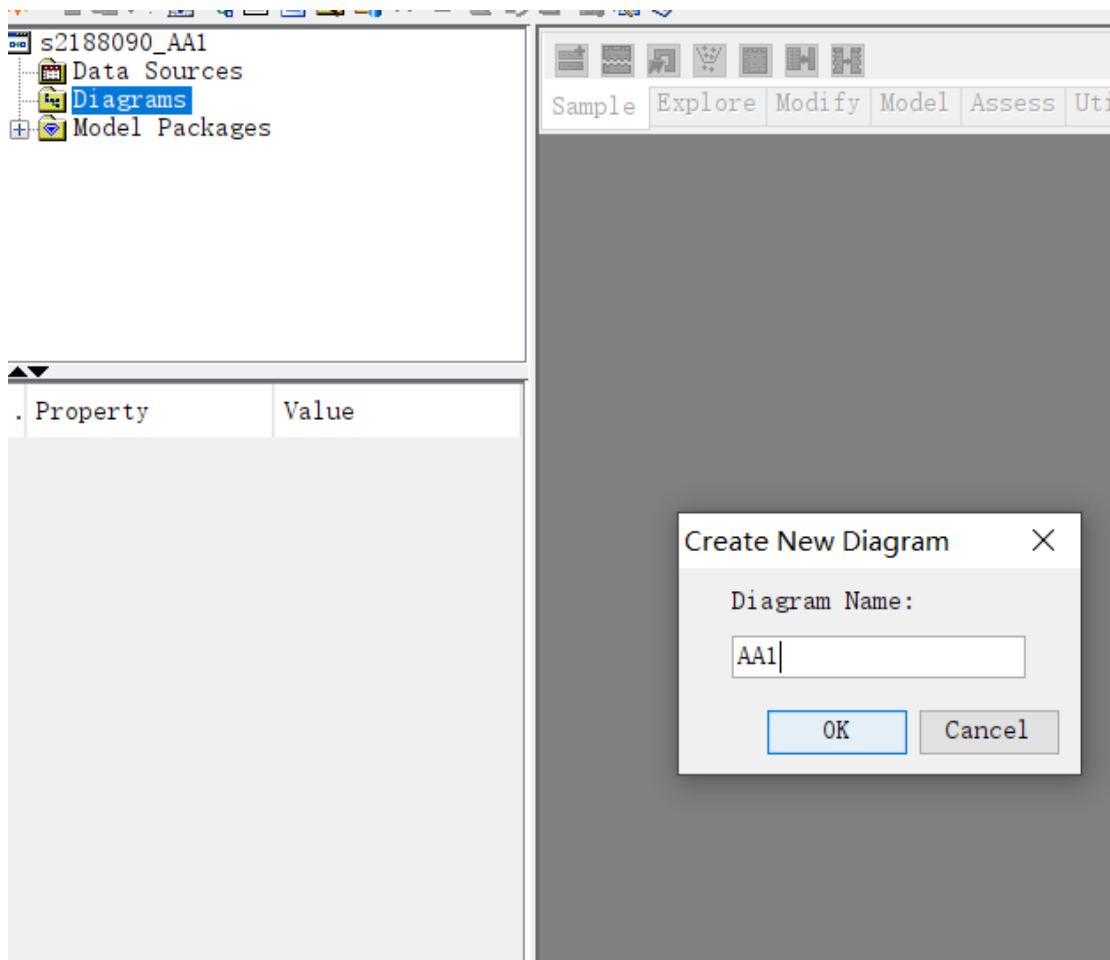 s2188090_AA1
Data Sources
Diagrams
Model Packages
Sample Explore Modify Model Assess
. Property Value
Create New Diagram
Diagram Name:
AA1
OK Cancel